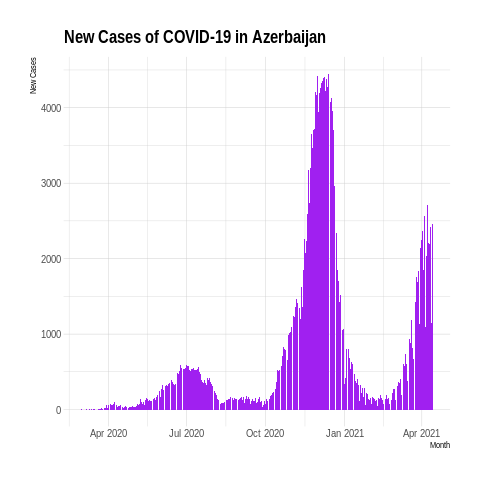 New Cases of COVID-19 in Azerbaijan
New Cases
4000
3000
2000
1000
0
Apr 2020 Jul 2020 Oct 2020 Jan 2021 Apr 2021
Month